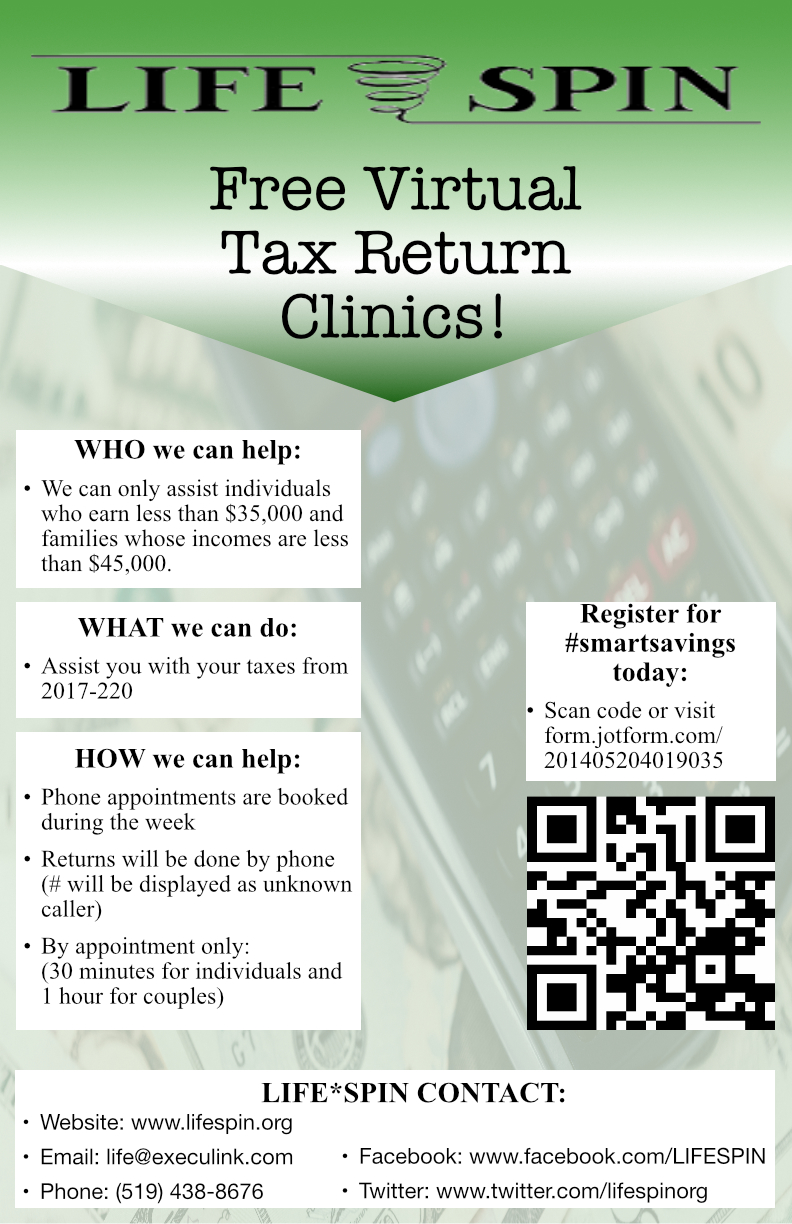 LIFE SPIN
Free Virtual
Tax Return
Clinics!
WHO we can help:
• We can only assist individuals
who earn less than $35,000 and
families whose incomes are less
than $45,000.
WHAT we can do:
• Assist you with your taxes from
2017-220
HOW we can help:
• Phone appointments are booked
during the week
• Returns will be done by phone
(# will be displayed as unknown
caller)
• By appointment only:
(30 minutes for individuals and
1 hour for couples)
Register for
#smartsavings
today:
• Scan code or visit
form.jotform.com/
201405204019035
LIFE*SPIN CONTACT:
• Website: www.lifespin.org
• Email: life@execulink.com
• Phone: (519) 438-8676
• Facebook: www.facebook.com/LIFESPIN
• Twitter: www.twitter.com/lifespinorg
10
AC
RCL
7